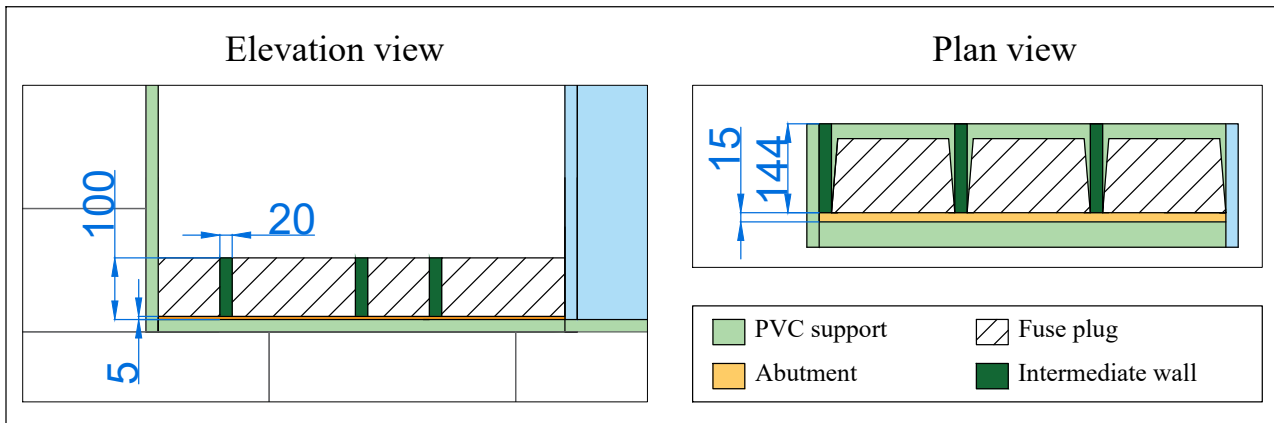 Elevation view
Plan view
100
20
5
15
144
PVC support
Fuse plug
Abutment
Intermediate wall